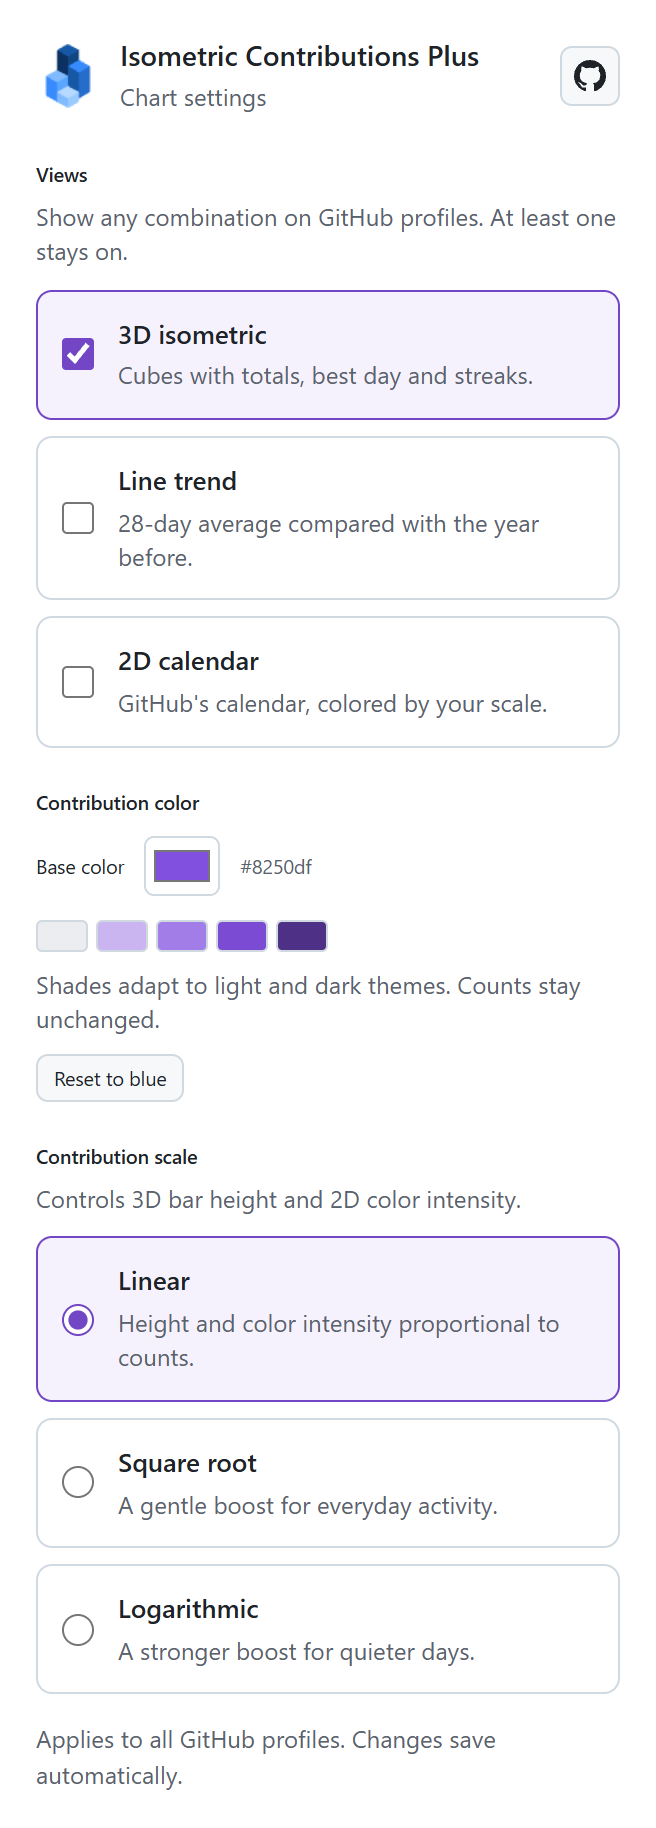 Isometric Contributions Plus
Chart settings
Views
Show any combination on GitHub profiles. At least one
stays on.
3D isometric
Cubes with totals, best day and streaks.
Line trend
28-day average compared with the year
before.
2D calendar
GitHub's calendar, colored by your scale.
Contribution color
Base color
#8250df
Shades adapt to light and dark themes. Counts stay
unchanged.
Reset to blue
Contribution scale
Controls 3D bar height and 2D color intensity.
Linear
Height and color intensity proportional to
counts.
Square root
A gentle boost for everyday activity.
Logarithmic
A stronger boost for quieter days.
Applies to all GitHub profiles. Changes save
automatically.